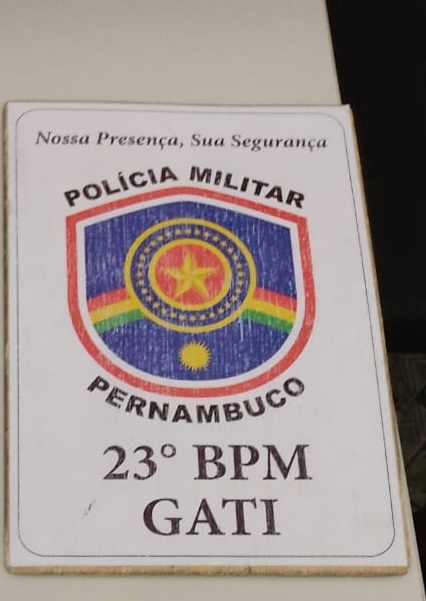 Nossa Presença, Sua Segurança
POLÍCIA MILITAR
PERNAMBUCO
23° BPM
GATI